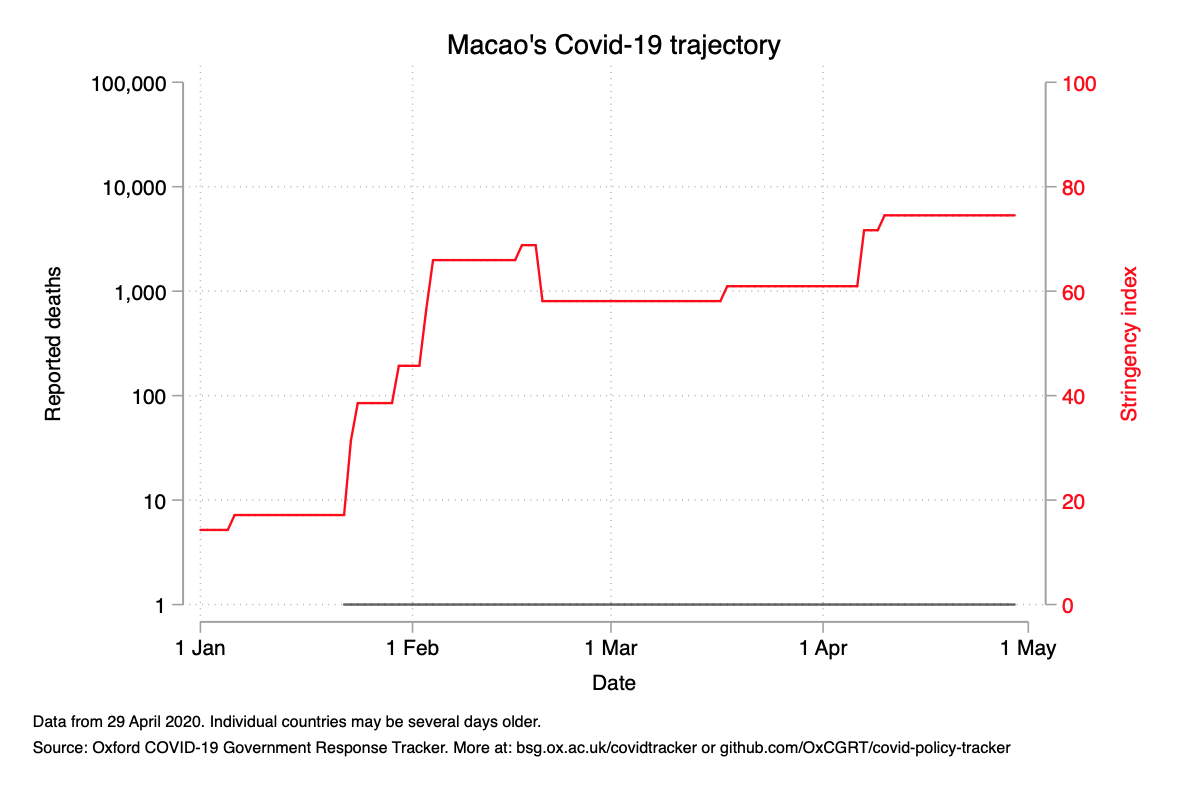 Macao's Covid-19 trajectory
100,000
10,000
1,000
100
10
1
Reported deaths
100
80
60
40
20
0
Stringency index
1 Jan
1 Feb
1 Mar
1 Apr
1 May
Date
Data from 29 April 2020. Individual countries may be several days older.
Source: Oxford COVID-19 Government Response Tracker. More at: bsg.ox.ac.uk/covidtracker or github.com/OxCGRT/covid-policy-tracker